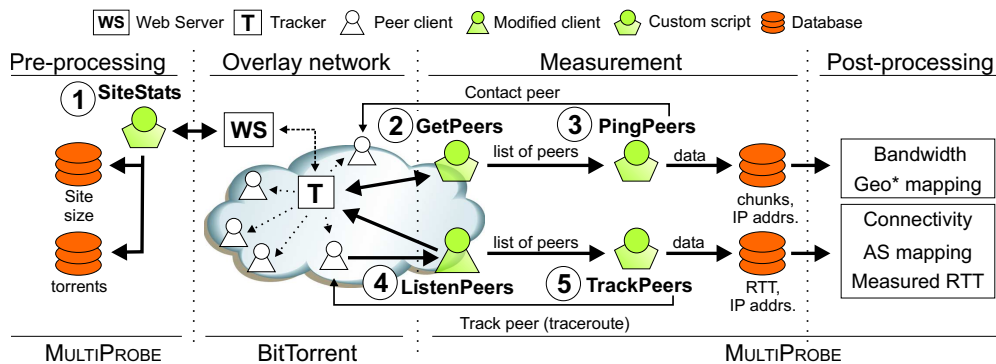 WS Web Server T Tracker Peer client Modified client Custom script Database
Pre-processing Overlay network Measurement Post-processing
1 SiteStats
Contact peer
WS
2 GetPeers 3 PingPeers
list of peers data
Bandwidth
Geo* mapping
Site
size
T
chunks,
IP addrs.
Connectivity
AS mapping
Measured RTT
list of peers data
torrents
4 ListenPeers 5 TrackPeers
RTT,
IP addrs.
Track peer (traceroute)
MULTIPROBE BitTorrent MULTIPROBE